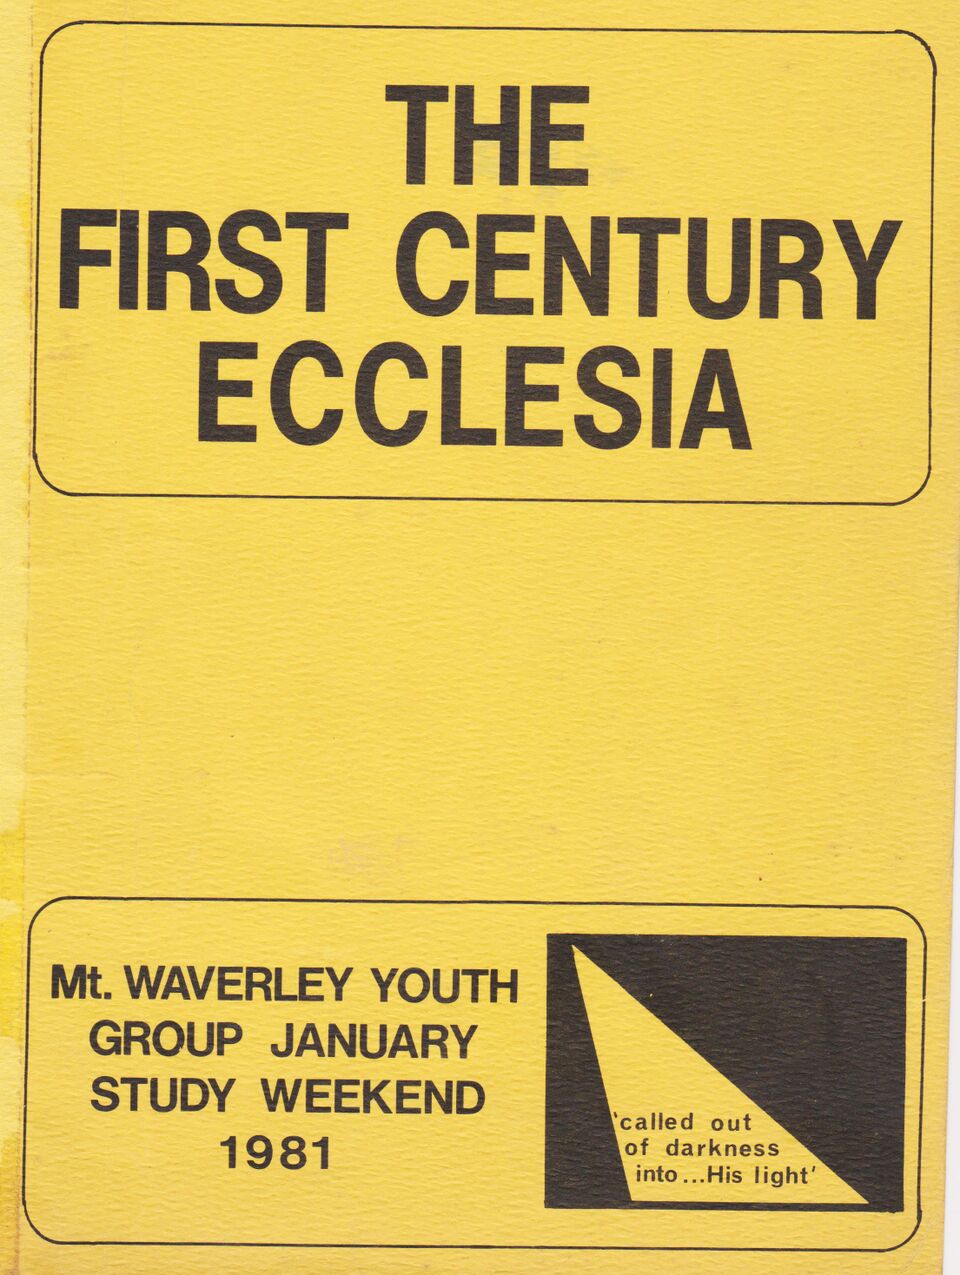 THE
FIRST CENTURY
ECCLESIA
Mt. WAVERLEY YOUTH
GROUP JANUARY
STUDY WEEKEND
1981
'called out
of darkness
into...His light'